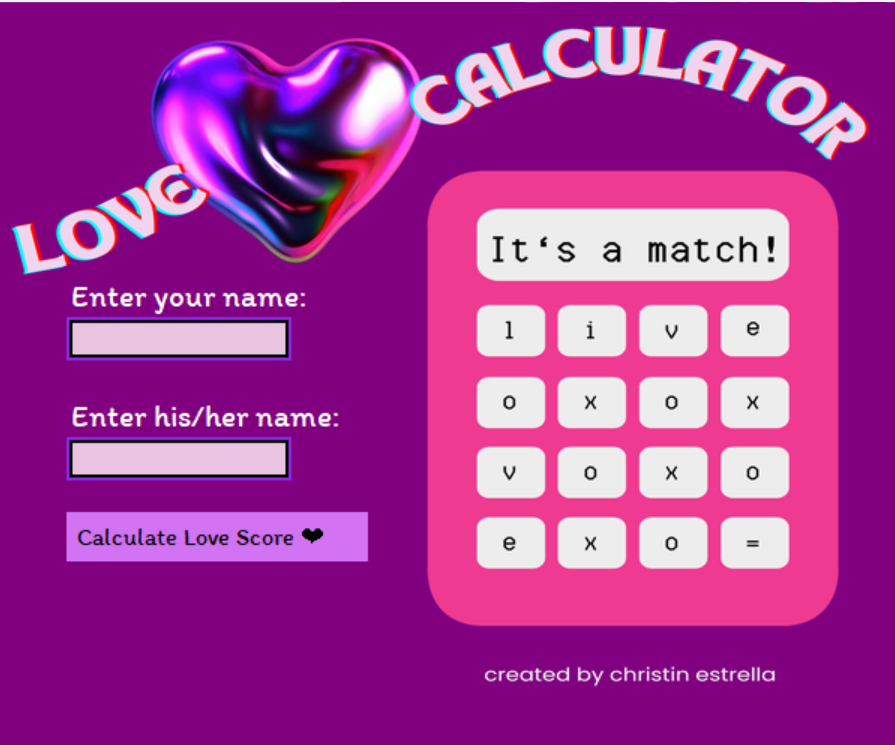 LOVE CALCULATOR
Enter your name:
Enter his/her name:
Calculate Love Score ❤
It‘s a match!
l i v e
o x o x
v o x o
e x o =
created by christin estrella